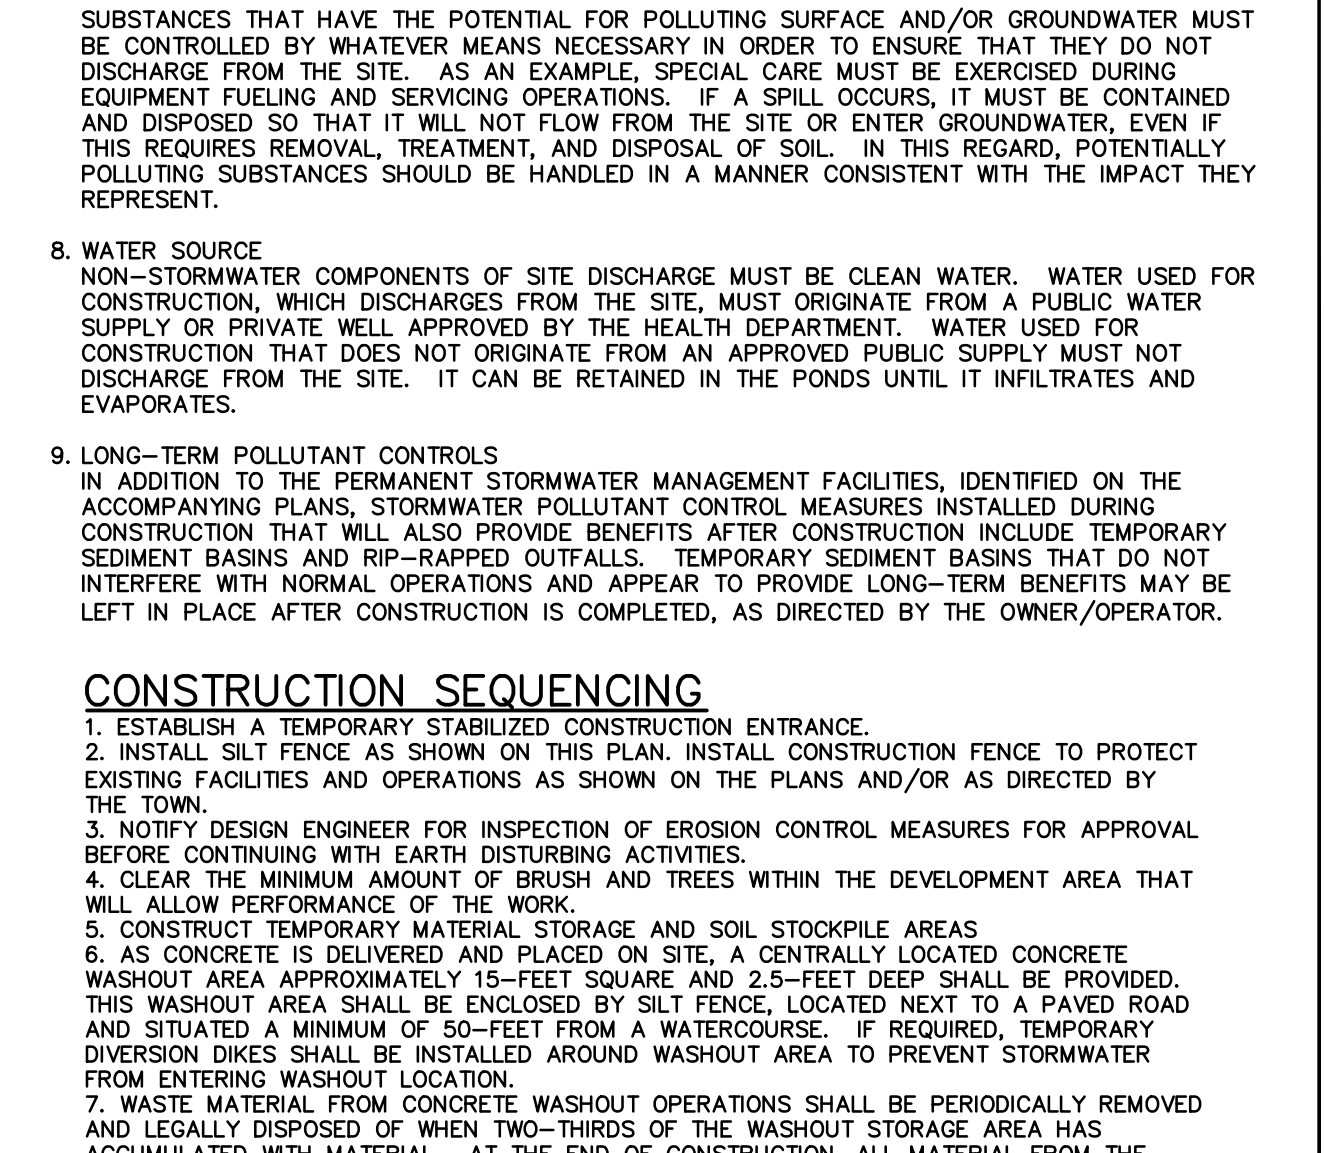 SUBSTANCES THAT HAVE THE POTENTIAL FOR POLLUTING SURFACE AND/OR GROUNDWATER MUST
BE CONTROLLED BY WHATEVER MEANS NECESSARY IN ORDER TO ENSURE THAT THEY DO NOT
DISCHARGE FROM THE SITE.  AS AN EXAMPLE, SPECIAL CARE MUST BE EXERCISED DURING
EQUIPMENT FUELING AND SERVICING OPERATIONS.  IF A SPILL OCCURS, IT MUST BE CONTAINED
AND DISPOSED SO THAT IT WILL NOT FLOW FROM THE SITE OR ENTER GROUNDWATER, EVEN IF
THIS REQUIRES REMOVAL, TREATMENT, AND DISPOSAL OF SOIL.  IN THIS REGARD, POTENTIALLY
POLLUTING SUBSTANCES SHOULD BE HANDLED IN A MANNER CONSISTENT WITH THE IMPACT THEY
REPRESENT.
8. WATER SOURCE
NON-STORMWATER COMPONENTS OF SITE DISCHARGE MUST BE CLEAN WATER.  WATER USED FOR
CONSTRUCTION, WHICH DISCHARGES FROM THE SITE, MUST ORIGINATE FROM A PUBLIC WATER
SUPPLY OR PRIVATE WELL APPROVED BY THE HEALTH DEPARTMENT.  WATER USED FOR
CONSTRUCTION THAT DOES NOT ORIGINATE FROM AN APPROVED PUBLIC SUPPLY MUST NOT
DISCHARGE FROM THE SITE.  IT CAN BE RETAINED IN THE PONDS UNTIL IT INFILTRATES AND
EVAPORATES.
9. LONG-TERM POLLUTANT CONTROLS
IN ADDITION TO THE PERMANENT STORMWATER MANAGEMENT FACILITIES, IDENTIFIED ON THE
ACCOMPANYING PLANS, STORMWATER POLLUTANT CONTROL MEASURES INSTALLED DURING
CONSTRUCTION THAT WILL ALSO PROVIDE BENEFITS AFTER CONSTRUCTION INCLUDE TEMPORARY
SEDIMENT BASINS AND RIP-RAPPED OUTFALLS.  TEMPORARY SEDIMENT BASINS THAT DO NOT
INTERFERE WITH NORMAL OPERATIONS AND APPEAR TO PROVIDE LONG-TERM BENEFITS MAY BE
LEFT IN PLACE AFTER CONSTRUCTION IS COMPLETED, AS DIRECTED BY THE OWNER/OPERATOR.
CONSTRUCTION SEQUENCING
1. ESTABLISH A TEMPORARY STABILIZED CONSTRUCTION ENTRANCE.
2. INSTALL SILT FENCE AS SHOWN ON THIS PLAN. INSTALL CONSTRUCTION FENCE TO PROTECT
EXISTING FACILITIES AND OPERATIONS AS SHOWN ON THE PLANS AND/OR AS DIRECTED BY
THE TOWN.
3. NOTIFY DESIGN ENGINEER FOR INSPECTION OF EROSION CONTROL MEASURES FOR APPROVAL
BEFORE CONTINUING WITH EARTH DISTURBING ACTIVITIES.
4. CLEAR THE MINIMUM AMOUNT OF BRUSH AND TREES WITHIN THE DEVELOPMENT AREA THAT
WILL ALLOW PERFORMANCE OF THE WORK.
5. CONSTRUCT TEMPORARY MATERIAL STORAGE AND SOIL STOCKPILE AREAS
6. AS CONCRETE IS DELIVERED AND PLACED ON SITE, A CENTRALLY LOCATED CONCRETE
WASHOUT AREA APPROXIMATELY 15-FEET SQUARE AND 2.5-FEET DEEP SHALL BE PROVIDED.
THIS WASHOUT AREA SHALL BE ENCLOSED BY SILT FENCE, LOCATED NEXT TO A PAVED ROAD
AND SITUATED A MINIMUM OF 50-FEET FROM A WATERCOURSE.  IF REQUIRED, TEMPORARY
DIVERSION DIKES SHALL BE INSTALLED AROUND WASHOUT AREA TO PREVENT STORMWATER
FROM ENTERING WASHOUT LOCATION.
7. WASTE MATERIAL FROM CONCRETE WASHOUT OPERATIONS SHALL BE PERIODICALLY REMOVED
AND LEGALLY DISPOSED OF WHEN TWO-THIRDS OF THE WASHOUT STORAGE AREA HAS
ACCUMULATED WITH MATERIAL.  AT THE END OF CONSTRUCTION, ALL MATERIAL FROM THE